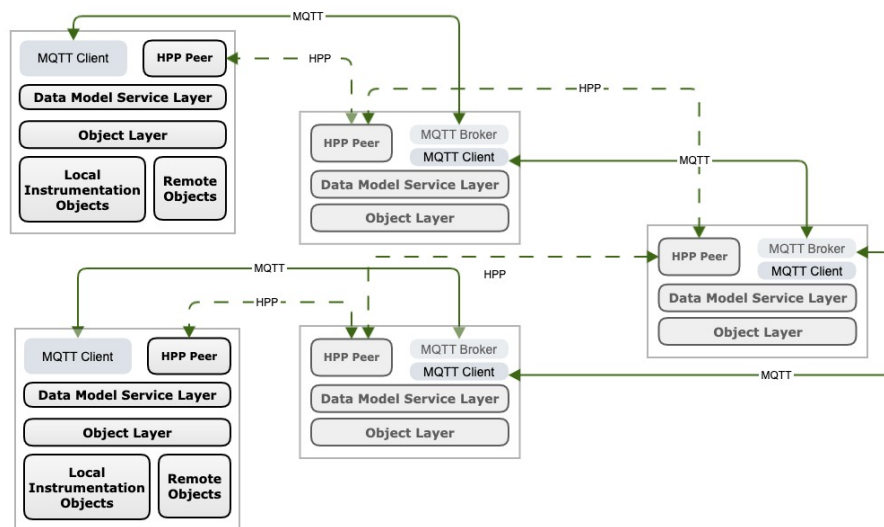 MQTT
MQTT Client
HPP Peer
HPP
Data Model Service Layer
Object Layer
Local
Instrumentation
Objects
Remote
Objects
HPP
HPP Peer
MQTT Broker
MQTT Client
Data Model Service Layer
Object Layer
MQTT
HPP Peer
MQTT Broker
MQTT Client
Data Model Service Layer
Object Layer
MQTT
HPP
HPP
MQTT Client
HPP Peer
Data Model Service Layer
Object Layer
Local
Instrumentation
Objects
Remote
Objects
HPP Peer
MQTT Broker
MQTT Client
Data Model Service Layer
Object Layer
MQTT